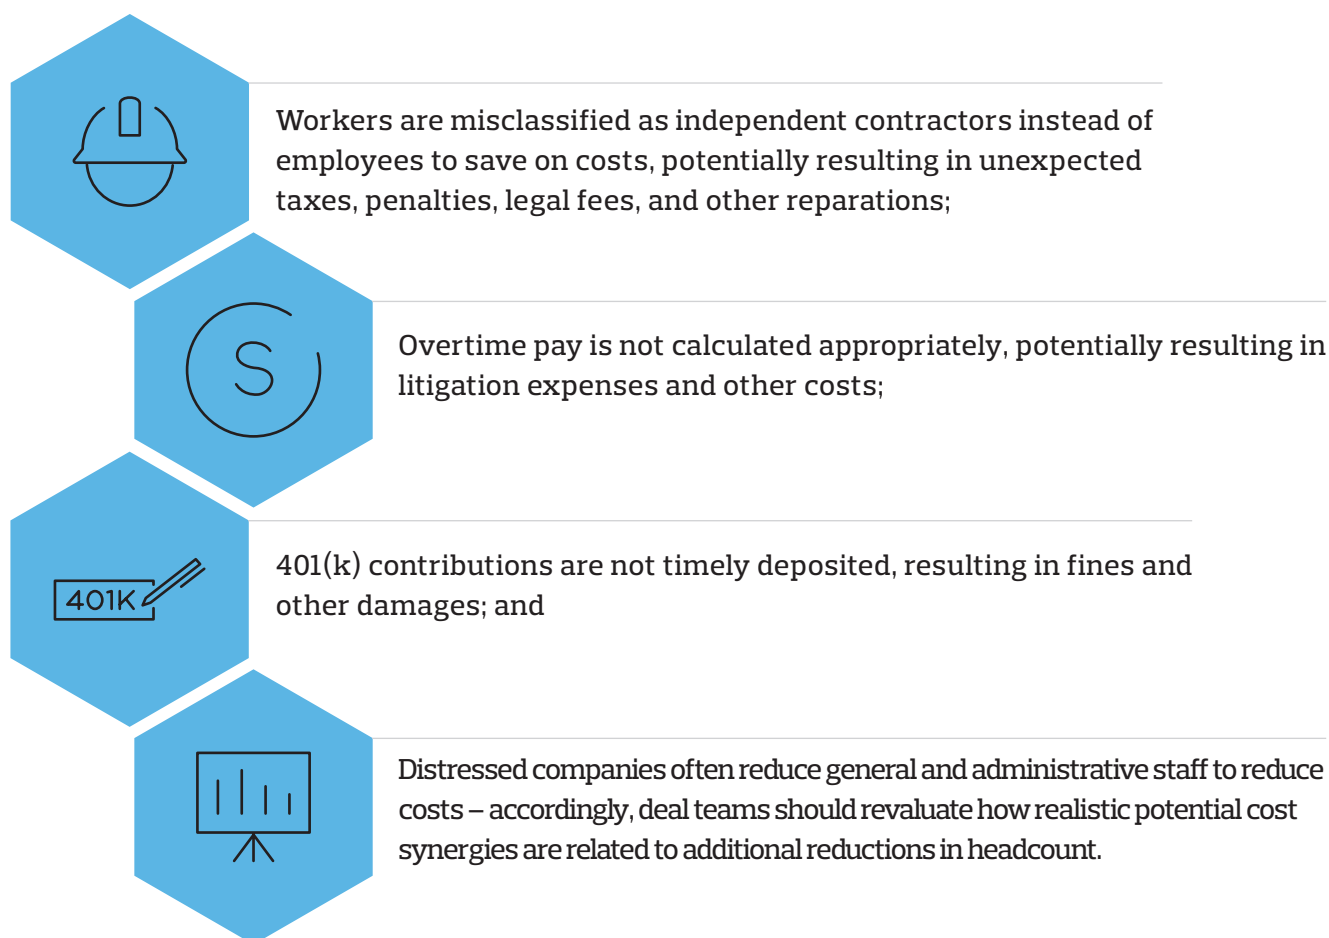 Workers are misclassified as independent contractors instead of
employees to save on costs, potentially resulting in unexpected
taxes, penalties, legal fees, and other reparations;
S
Overtime pay is not calculated appropriately, potentially resulting in
litigation expenses and other costs;
401K
401(k) contributions are not timely deposited, resulting in fines and
other damages; and
Distressed companies often reduce general and administrative staff to reduce
costs – accordingly, deal teams should revaluate how realistic potential cost
synergies are related to additional reductions in headcount.